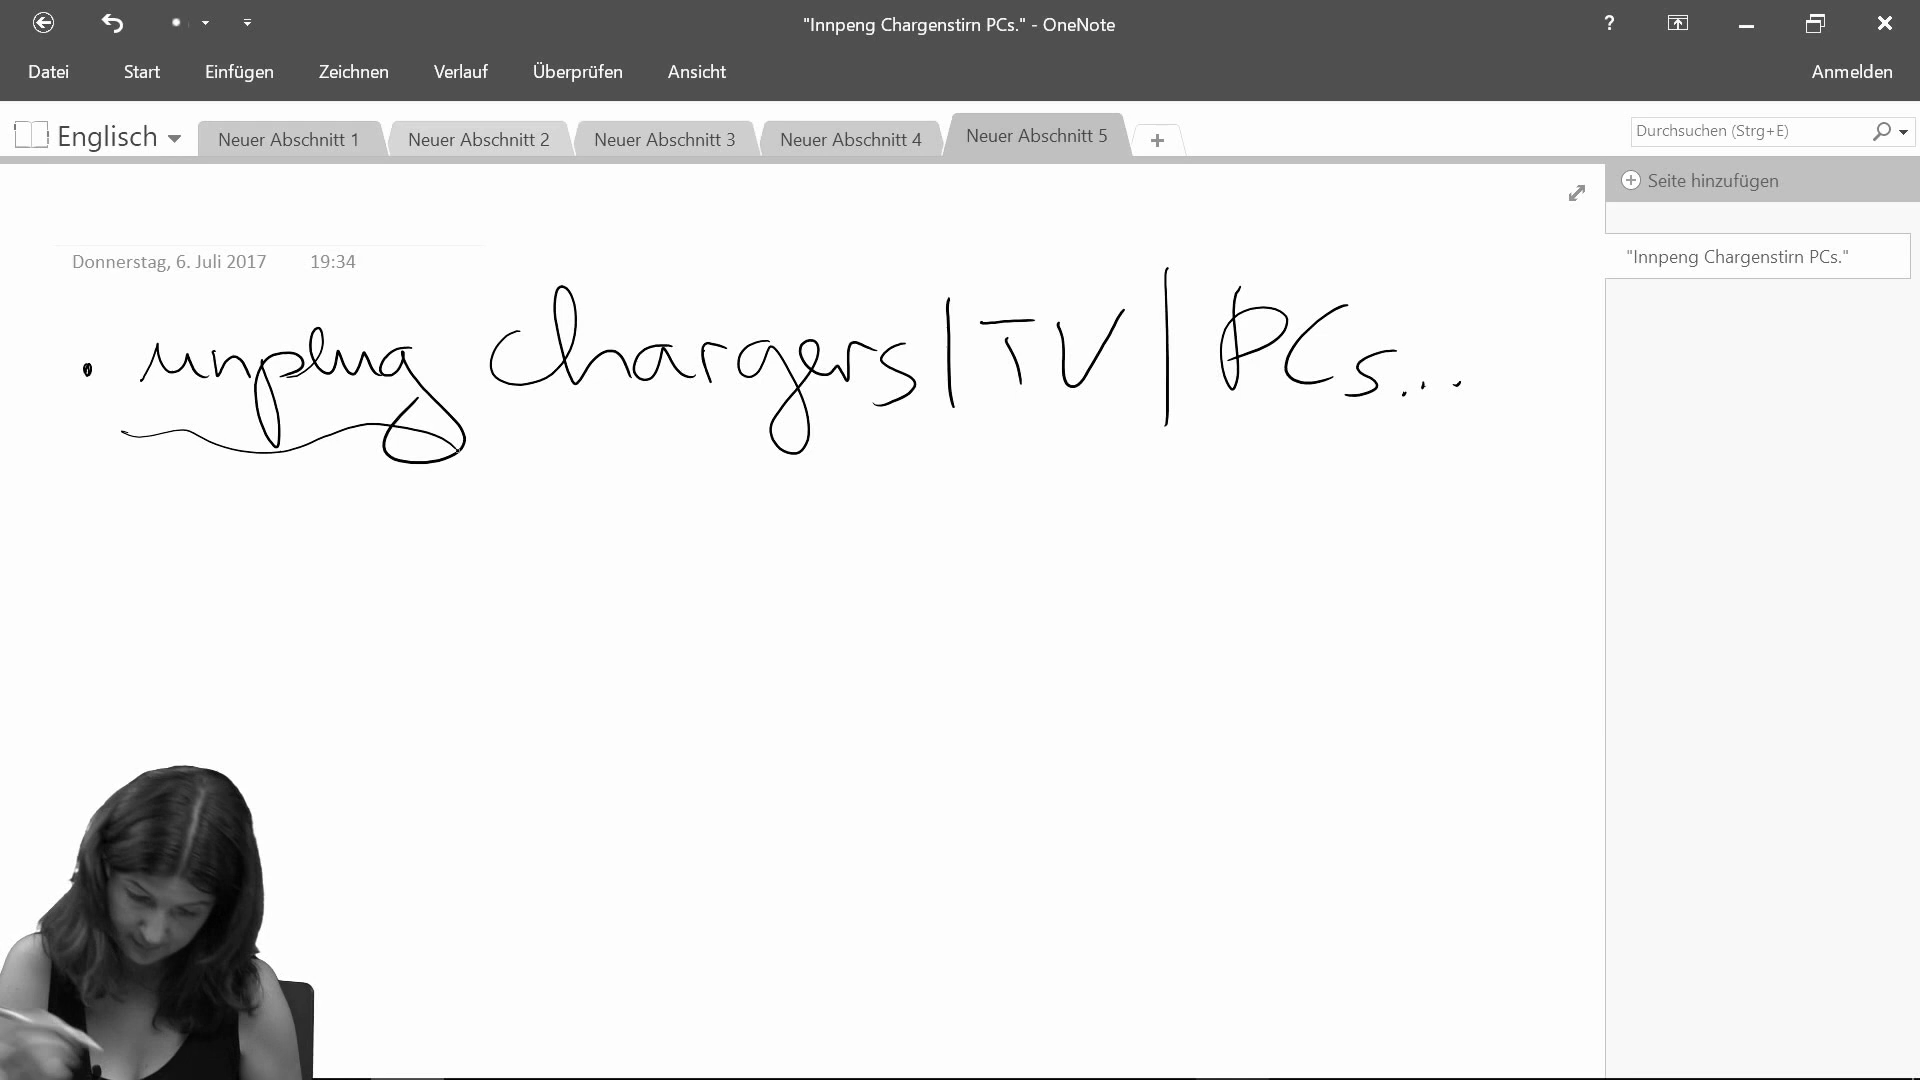 "Innpeng Chargenstirn PCs." - OneNote
?
Datei Start Einfügen Zeichnen Verlauf Überprüfen Ansicht Anmelden
Englisch Neuer Abschnitt 1 Neuer Abschnitt 2 Neuer Abschnitt 3 Neuer Abschnitt 4 Neuer Abschnitt 5 +
Durchsuchen (Strg+E)
Seite hinzufügen
"Innpeng Chargenstirn PCs."
Donnerstag, 6. Juli 2017 19:34
• unplug chargers | TV | PCs...